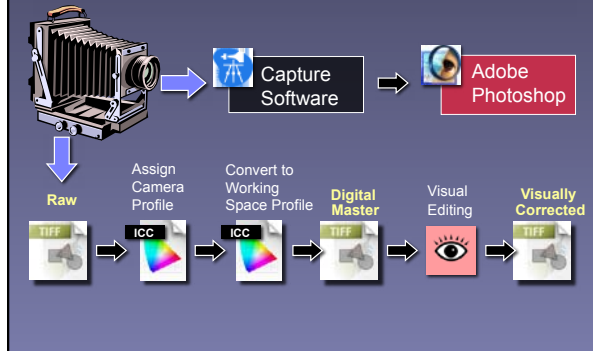 Capture
Software
Adobe
Photoshop
Raw
Assign
Camera
Profile
Convert to
Working
Space Profile
Digital
Master
Visual
Editing
Visually
Corrected
TIFF
ICC
ICC
TIFF
TIFF